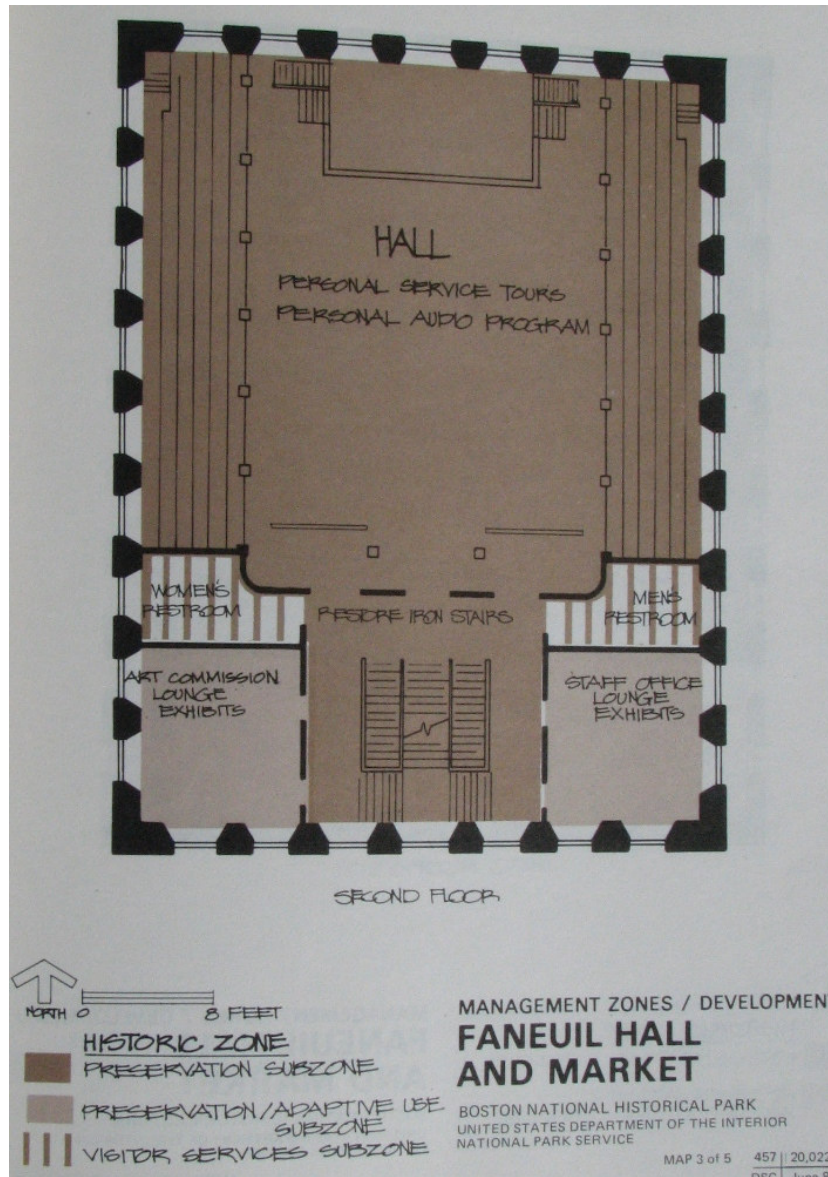 HALL
PERSONAL SERVICE TOURS
PERSONAL AUDIO PROGRAM
WOMEN'S
RESTROOM
RESTORE IRON STAIRS
MEN'S
RESTROOM
ART COMMISSION
LOUNGE
EXHIBITS
STAFF OFFICE
LOUNGE
EXHIBITS
SECOND FLOOR
NORTH 0 8 FEET
HISTORIC ZONE
PRESERVATION SUBZONE
PRESERVATION/ADAPTIVE USE
SUBZONE
VISITOR SERVICES SUBZONE
MANAGEMENT ZONES / DEVELOPMEN
FANEUIL HALL
AND MARKET
BOSTON NATIONAL HISTORICAL PARK
UNITED STATES DEPARTMENT OF THE INTERIOR
NATIONAL PARK SERVICE
MAP 3 of 5 457 20,022
DSC June